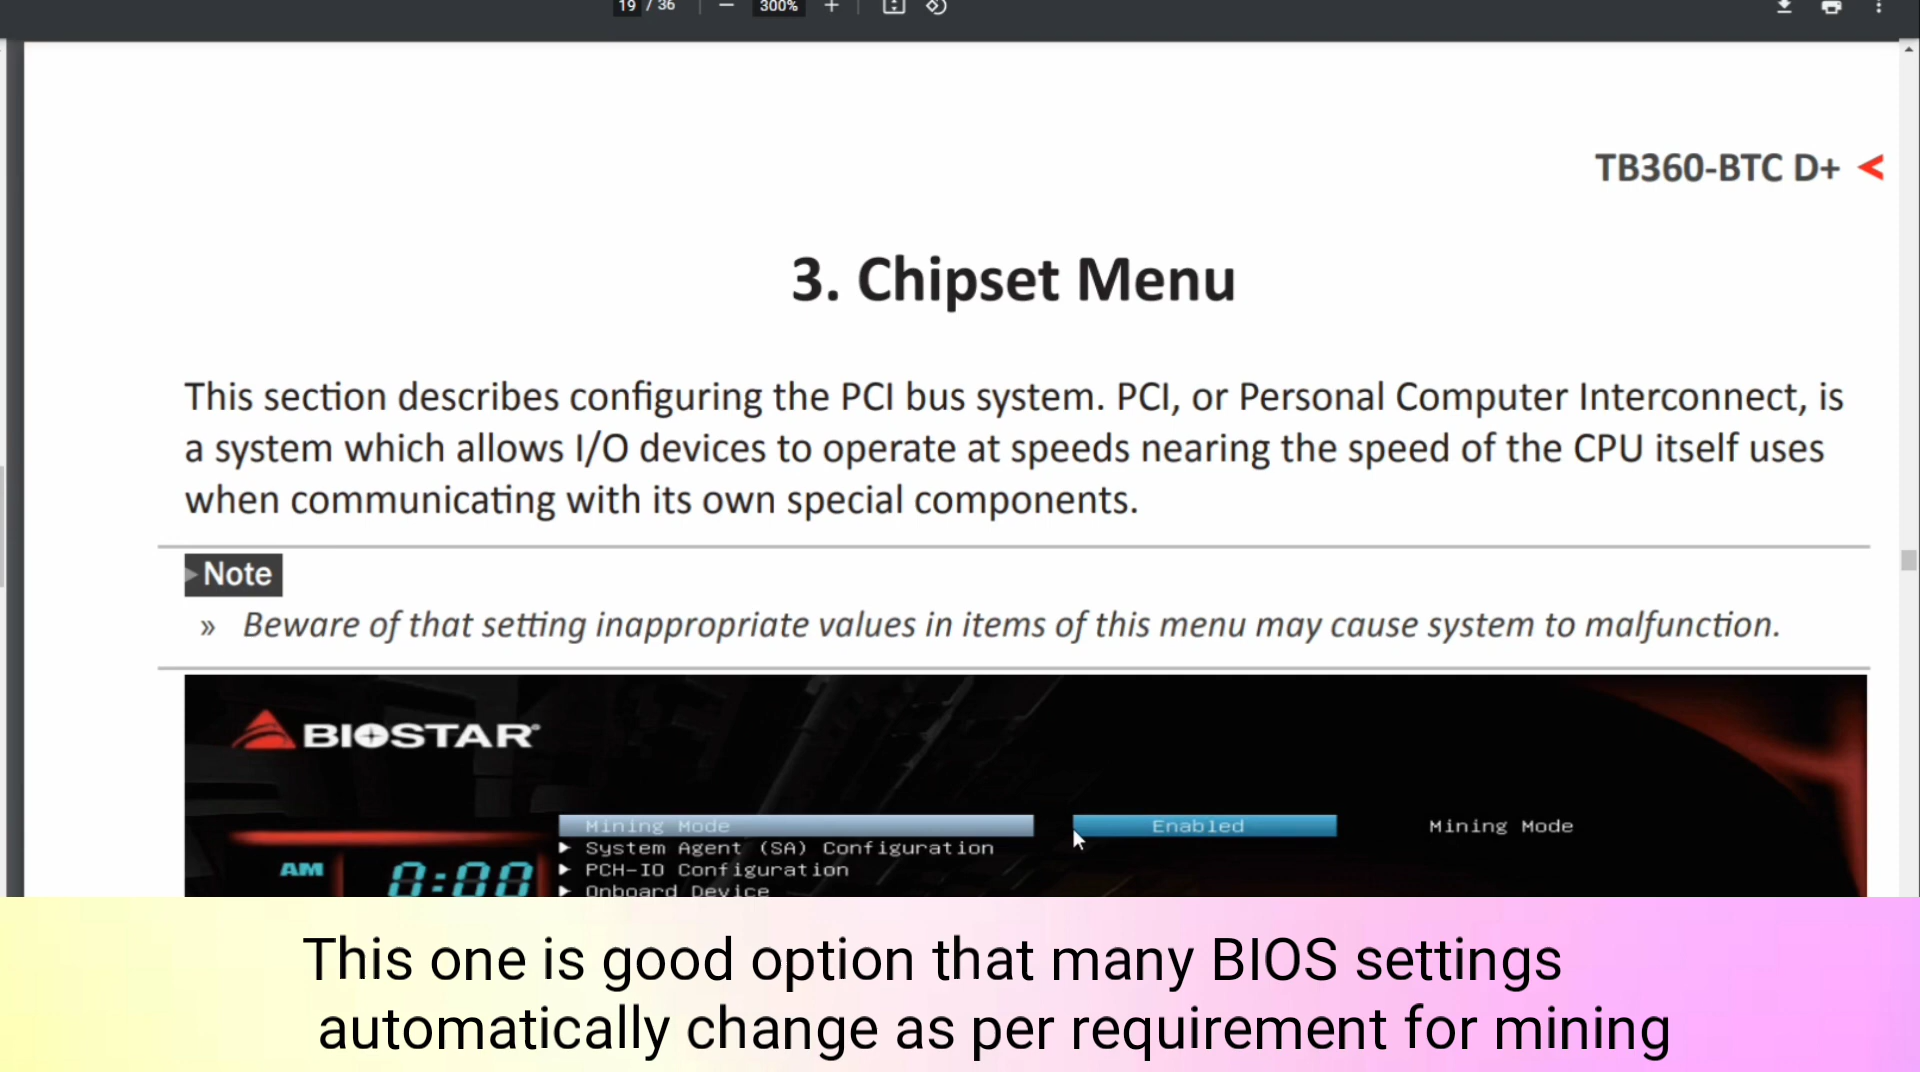 19 / 36 — 300% +
TB360-BTC D+ <
3. Chipset Menu
This section describes configuring the PCI bus system. PCI, or Personal Computer Interconnect, is
a system which allows I/O devices to operate at speeds nearing the speed of the CPU itself uses
when communicating with its own special components.
Note
» Beware of that setting inappropriate values in items of this menu may cause system to malfunction.
BIOSTAR
Mining Mode Enabled Mining Mode
System Agent (SA) Configuration
AM 0:00 PCH-IO Configuration
Onboard Device
This one is good option that many BIOS settings
automatically change as per requirement for mining